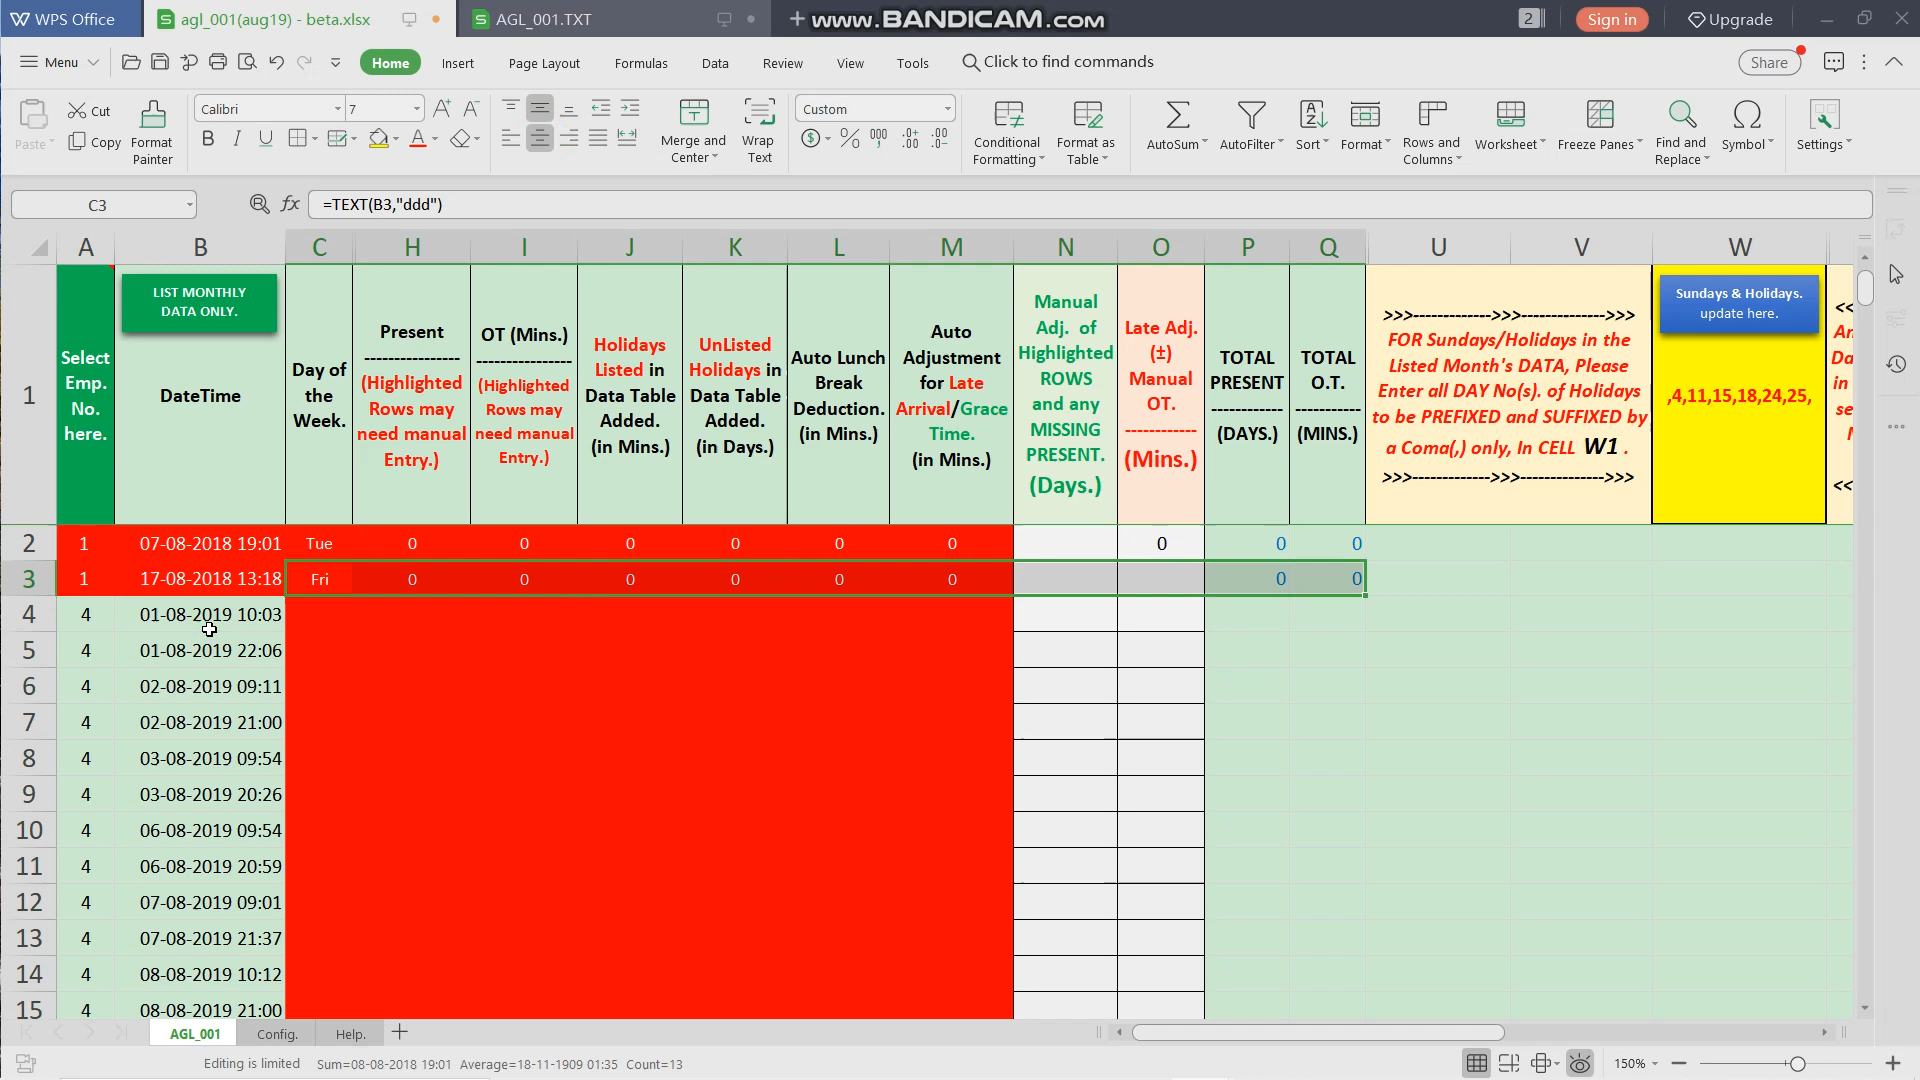 WPS Office
agl_001(aug19) - beta.xlsx
AGL_001.TXT
www.BANDICAM.com
2
Sign in
Upgrade
Menu
Home
Insert
Page Layout
Formulas
Data
Review
View
Tools
Click to find commands
Share
Paste
Cut
Copy
Format Painter
Calibri
7
Merge and Center
Wrap Text
Custom
Conditional Formatting
Format as Table
AutoSum
AutoFilter
Sort
Format
Rows and Columns
Worksheet
Freeze Panes
Find and Replace
Symbol
Settings
C3
fx
=TEXT(B3,"ddd")
A B C H I J K L M N O P Q U V W
1
Select Emp. No. here.
LIST MONTHLY DATA ONLY.
DateTime
Day of the Week.
Present
----------------
(Highlighted Rows may need manual Entry.)
OT (Mins.)
----------------
(Highlighted Rows may need manual Entry.)
Holidays Listed in Data Table Added. (in Mins.)
UnListed Holidays in Data Table Added. (in Days.)
Auto Lunch Break Deduction. (in Mins.)
Auto Adjustment for Late Arrival/Grace Time. (in Mins.)
Manual Adj. of Highlighted ROWS and any MISSING PRESENT. (Days.)
Late Adj. (±) Manual OT.
------------
(Mins.)
TOTAL PRESENT
------------
(DAYS.)
TOTAL O.T.
----------
(MINS.)
>>>-------------->>>-------------->>>
FOR Sundays/Holidays in the
Listed Month's DATA, Please
Enter all DAY No(s). of Holidays
to be PREFIXED and SUFFIXED by
a Coma(,) only, In CELL W1 .
>>>-------------->>>-------------->>>
Sundays & Holidays. update here.
,4,11,15,18,24,25,
2 1 07-08-2018 19:01 Tue 0 0 0 0 0 0 0 0 0
3 1 17-08-2018 13:18 Fri 0 0 0 0 0 0 0 0
4 4 01-08-2019 10:03
5 4 01-08-2019 22:06
6 4 02-08-2019 09:11
7 4 02-08-2019 21:00
8 4 03-08-2019 09:54
9 4 03-08-2019 20:26
10 4 06-08-2019 09:54
11 4 06-08-2019 20:59
12 4 07-08-2019 09:01
13 4 07-08-2019 21:37
14 4 08-08-2019 10:12
15 4 08-08-2019 21:00
AGL_001
Config.
Help.
Editing is limited
Sum=08-08-2018 19:01 Average=18-11-1909 01:35 Count=13
150%